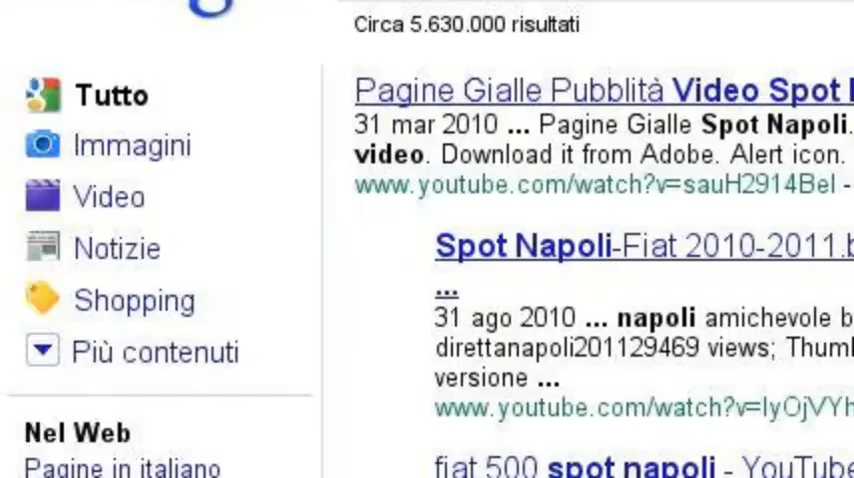 Circa 5.630.000 risultati
Tutto
Immagini
Video
Notizie
Shopping
Più contenuti
Nel Web
Pagine in italiano
Pagine Gialle Pubblità Video Spot
31 mar 2010 ... Pagine Gialle Spot Napoli.
video. Download it from Adobe. Alert icon.
www.youtube.com/watch?v=sauH2914BeI -
Spot Napoli-Fiat 2010-2011.
...
31 ago 2010 ... napoli amichevole b
direttanapoli201129469 views; Thumb
versione ...
www.youtube.com/watch?v=IyOjVYh
fiat 500 spot napoli - YouTube